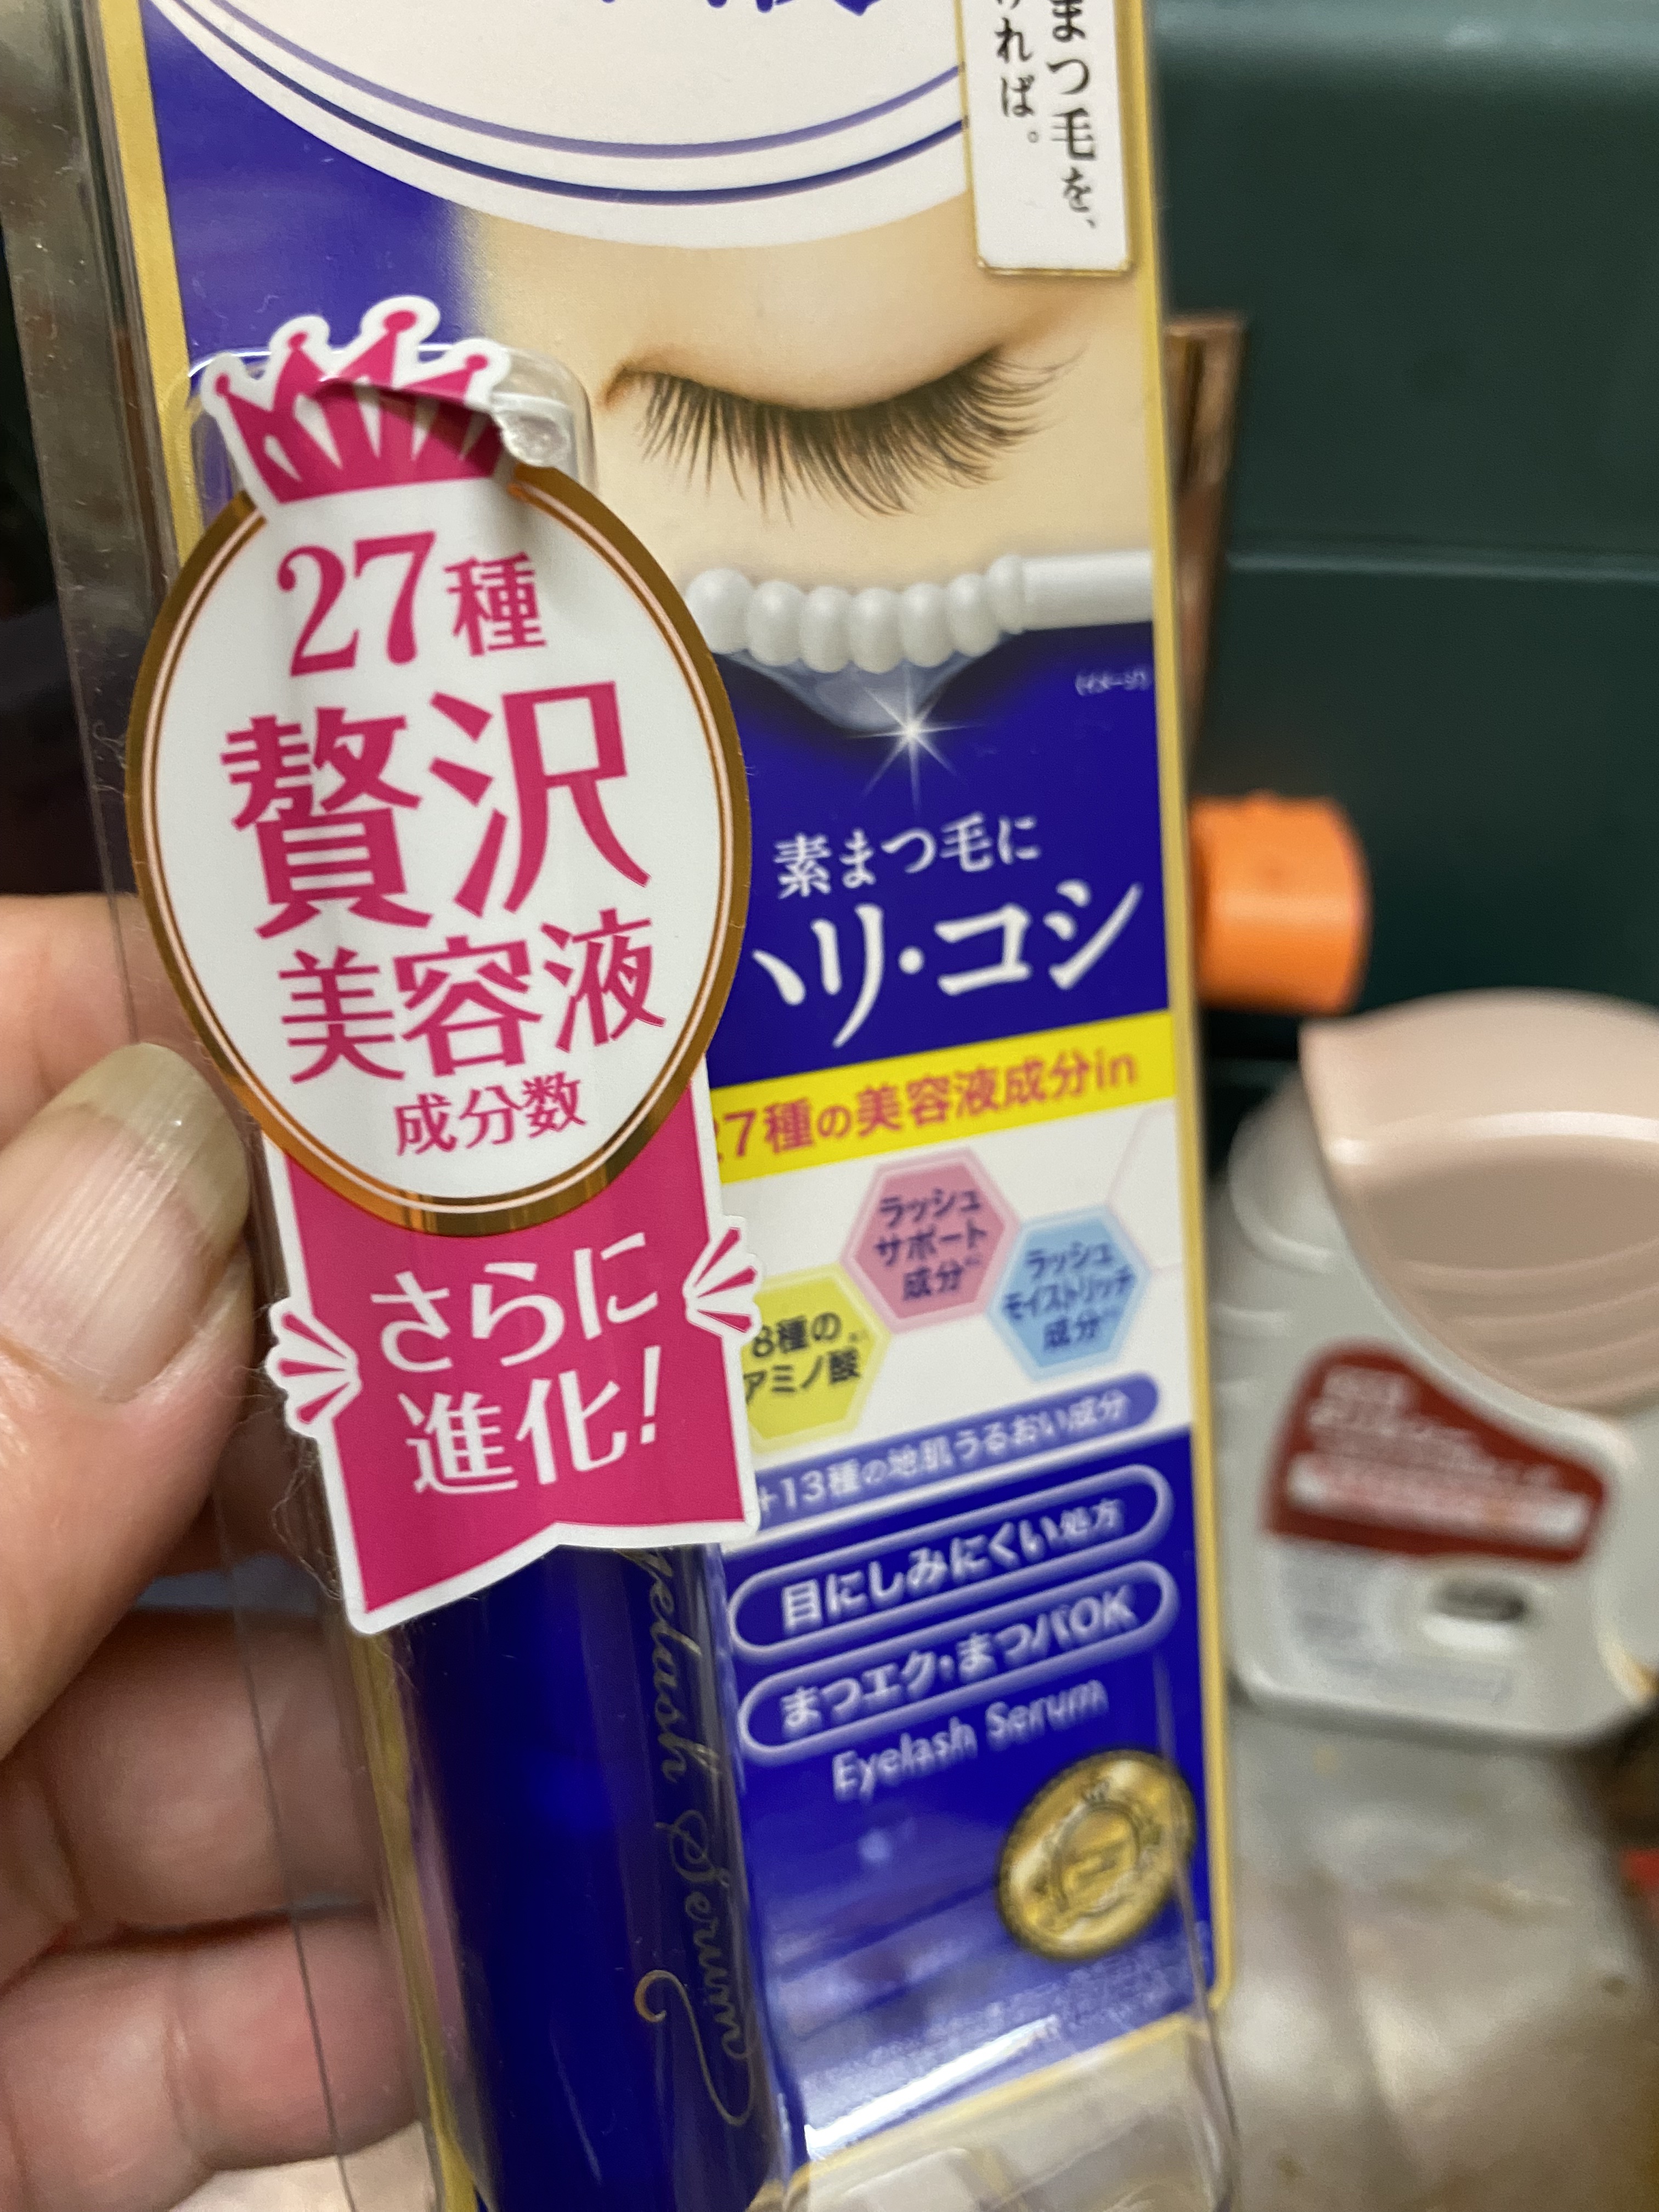 まつ毛を、
れば。
27種
贅沢
美容液
成分数
さらに
進化!
(イメージ)
素まつ毛に
ハリ・コシ
27種の美容液成分in
ラッシュ
サポート
成分
ラッシュ
モイストリッチ
成分
8種の
アミノ酸
+13種の地肌うるおい成分
目にしみにくい処方
まつエク・まつパOK
Eyelash Serum
yelash Serum